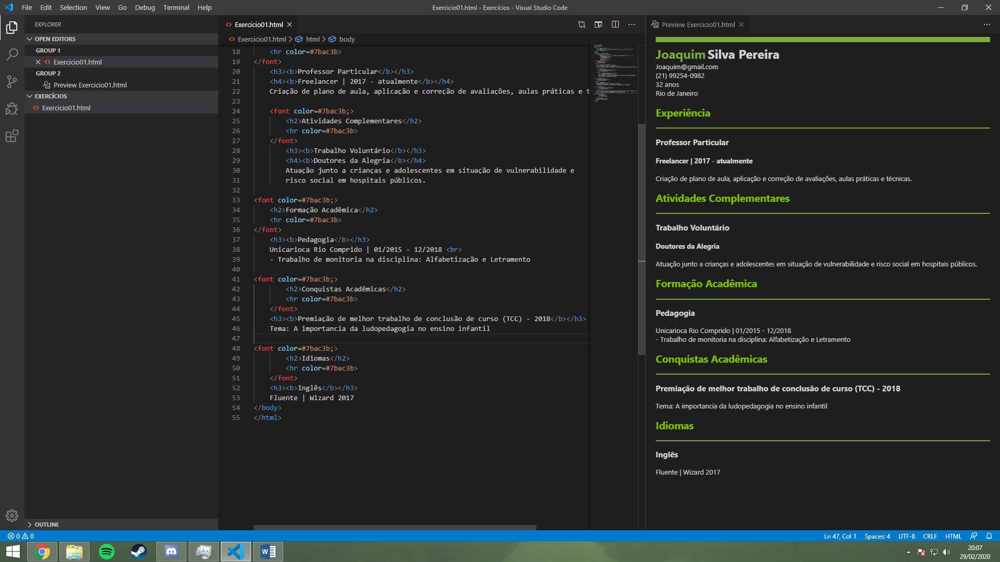 File Edit Selection View Go Debug Terminal Help
Exercicio01.html - Exercícios - Visual Studio Code
EXPLORER
OPEN EDITORS
GROUP 1
Exercicio01.html
GROUP 2
Preview Exercicio01.html
EXERCÍCIOS
Exercicio01.html
OUTLINE
Exercicio01.html
Exercicio01.html > html > body
18 <hr color=#7bac3b>
19 </font>
20 <h3><b>Professor Particular</b></h3>
21 <h4><b>Freelancer | 2017 - atualmente</b></h4>
22 Criação de plano de aula, aplicação e correção de avaliações, aulas práticas e t
23
24 <font color=#7bac3b;>
25 <h2>Atividades Complementares</h2>
26 <hr color=#7bac3b>
27 </font>
28 <h3><b>Trabalho Voluntário</b></h3>
29 <h4><b>Doutores da Alegria</b></h4>
30 Atuação junto a crianças e adolescentes em situação de vulnerabilidade e
31 risco social em hospitais públicos.
32
33 <font color=#7bac3b;>
34 <h2>Formação Acadêmica</h2>
35 <hr color=#7bac3b>
36 </font>
37 <h3><b>Pedagogia</b></h3>
38 Unicarioca Rio Comprido | 01/2015 - 12/2018 <br>
39 - Trabalho de monitoria na disciplina: Alfabetização e Letramento
40
41 <font color=#7bac3b;>
42 <h2>Conquistas Acadêmicas</h2>
43 <hr color=#7bac3b>
44 </font>
45 <h3><b>Premiação de melhor trabalho de conclusão de curso (TCC) - 2018</b></h3>
46 Tema: A importancia da ludopedagogia no ensino infantil
47
48 <font color=#7bac3b;>
49 <h2>Idiomas</h2>
50 <hr color=#7bac3b>
51 </font>
52 <h3><b>Inglês</b></h3>
53 Fluente | Wizard 2017
54 </body>
55 </html>
Preview Exercicio01.html
Joaquim Silva Pereira
Joaquim@gmail.com
(21) 99254-0982
32 anos
Rio de Janeiro
Experiência
Professor Particular
Freelancer | 2017 - atualmente
Criação de plano de aula, aplicação e correção de avaliações, aulas práticas e técnicas.
Atividades Complementares
Trabalho Voluntário
Doutores da Alegria
Atuação junto a crianças e adolescentes em situação de vulnerabilidade e risco social em hospitais públicos.
Formação Acadêmica
Pedagogia
Unicarioca Rio Comprido | 01/2015 - 12/2018
- Trabalho de monitoria na disciplina: Alfabetização e Letramento
Conquistas Acadêmicas
Premiação de melhor trabalho de conclusão de curso (TCC) - 2018
Tema: A importancia da ludopedagogia no ensino infantil
Idiomas
Inglês
Fluente | Wizard 2017
0 0
Ln 47, Col 1 Spaces: 4 UTF-8 CRLF HTML
20:07
29/02/2020